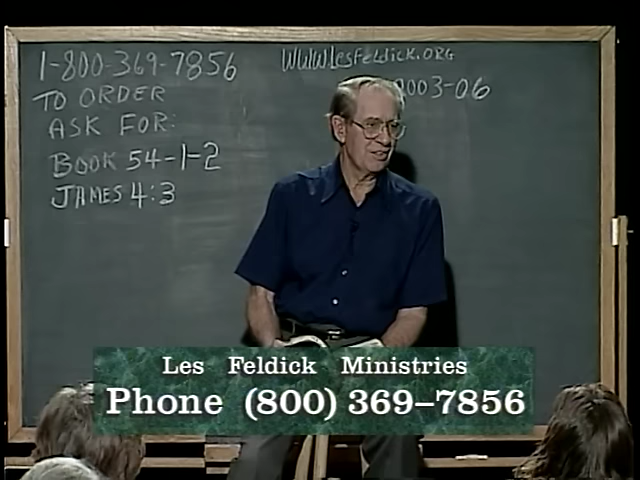 1-800-369-7856
TO ORDER
ASK FOR:
BOOK 54-1-2
JAMES 4:3
WWW.LESFELDICK.ORG
003-06
Les Feldick Ministries
Phone (800) 369–7856